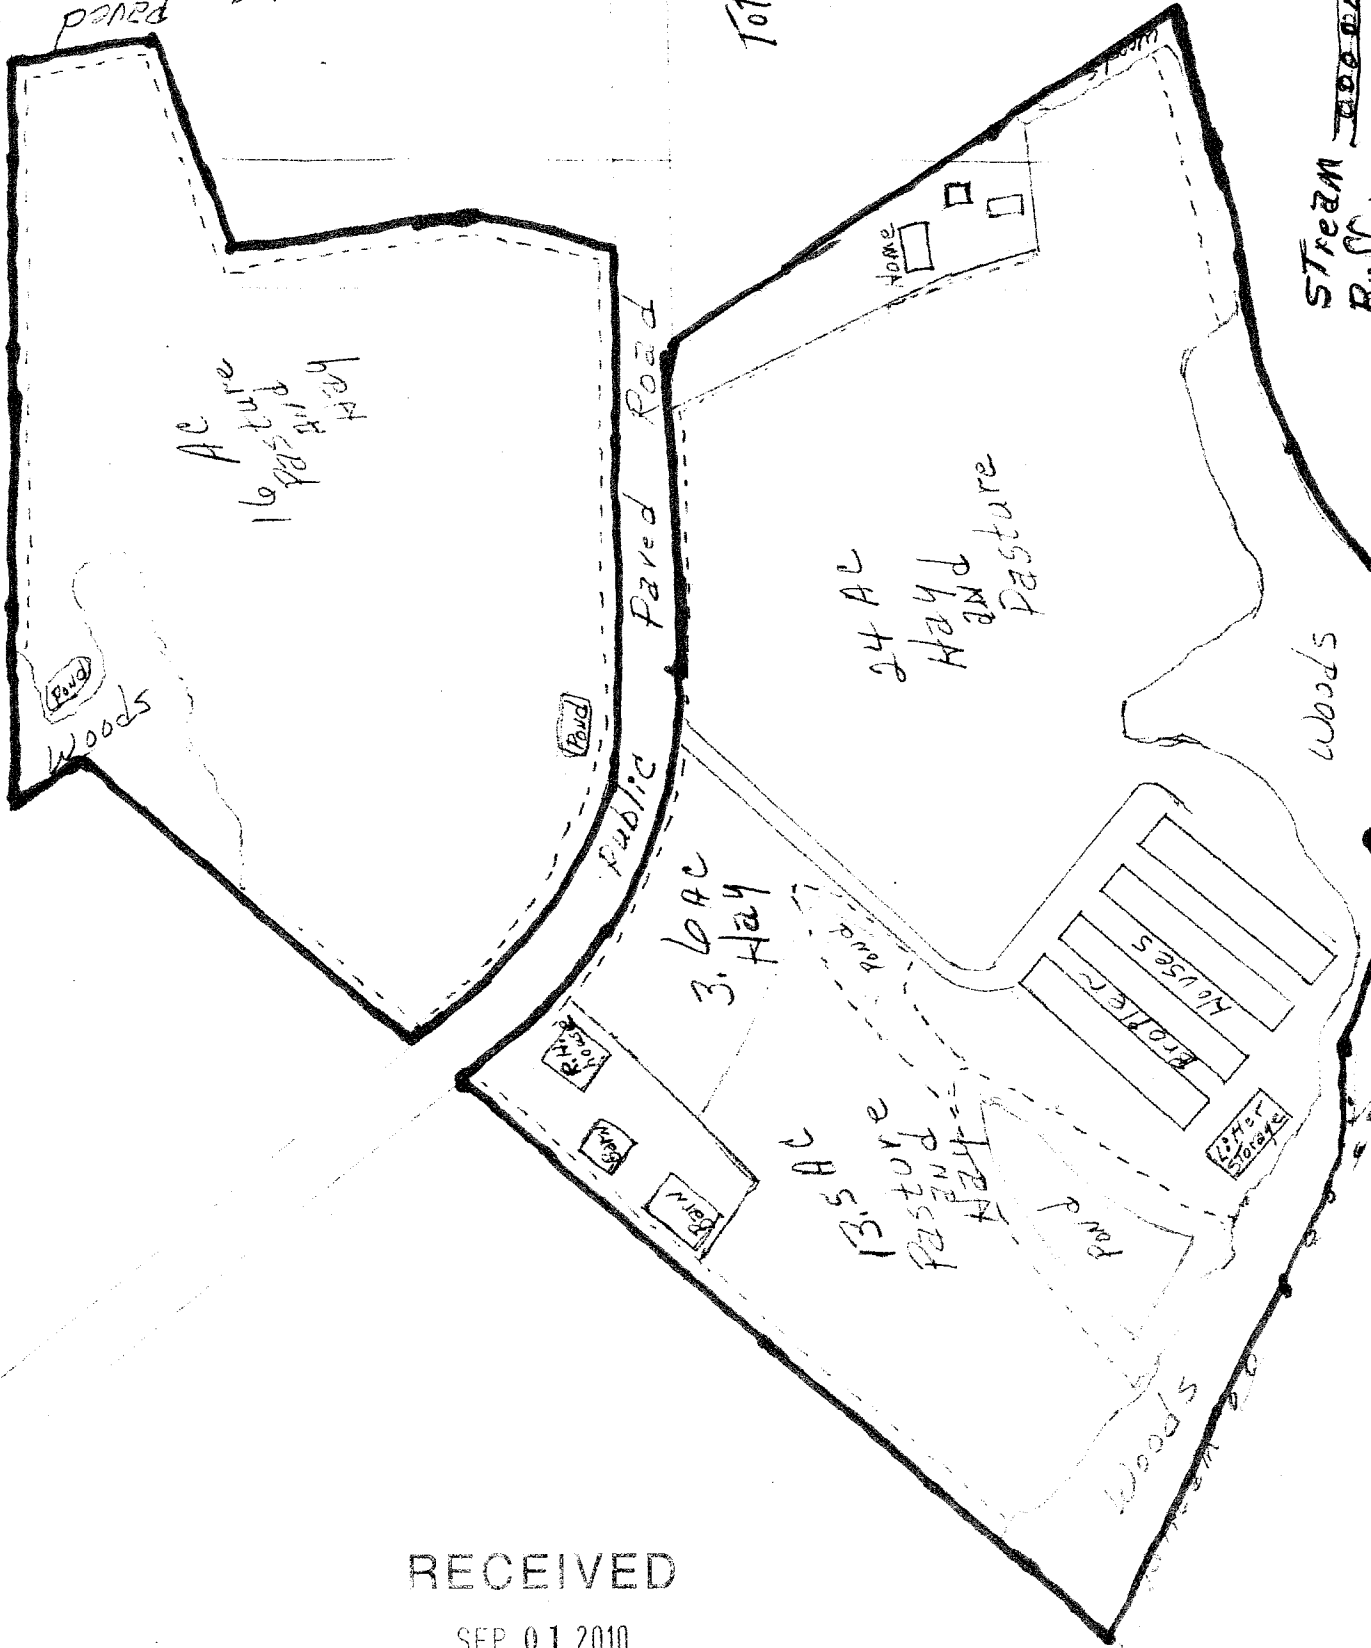 Paved
Woods
STream
Home
AC
16
Pasture
and
Hay
Pond
Woods
Pond
Public Paved Road
24 AC
Hay
and
Pasture
Woods
3.6 AC
Hay
Pond
R.H.
house
Barn
Barn
13.5 AC
Pasture
and
Hay
Pond
Broiler
Houses
Litter
Storage
Woods
Stream
RECEIVED
SEP 01 2010